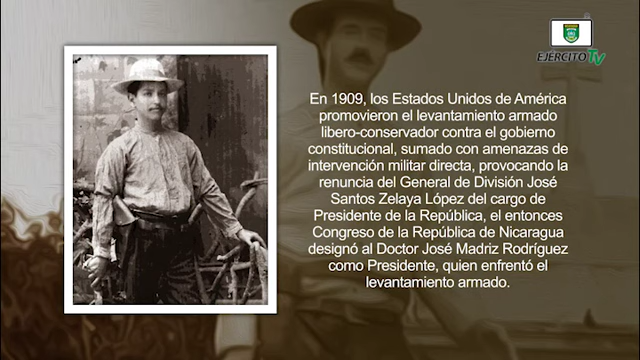 EJÉRCITO Tv
En 1909, los Estados Unidos de América
promovieron el levantamiento armado
libero-conservador contra el gobierno
constitucional, sumado con amenazas de
intervención militar directa, provocando la
renuncia del General de División José
Santos Zelaya López del cargo de
Presidente de la República, el entonces
Congreso de la República de Nicaragua
designó al Doctor José Madriz Rodríguez
como Presidente, quien enfrentó el
levantamiento armado.